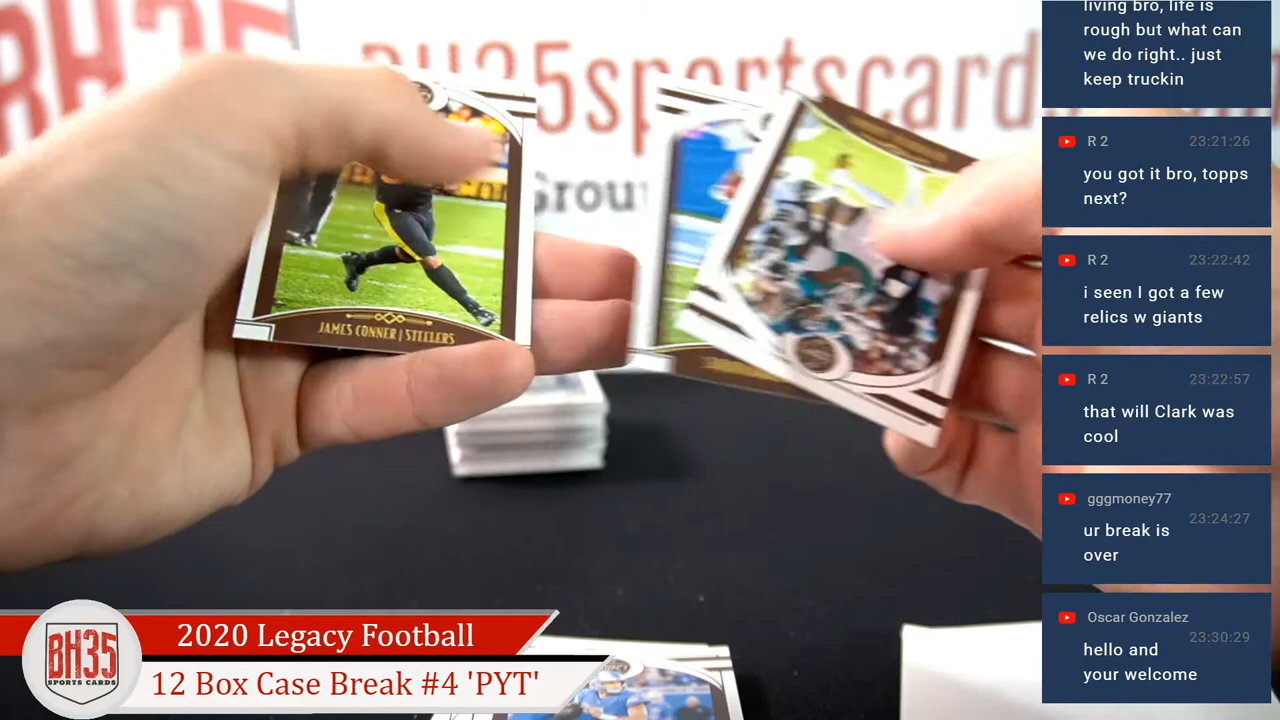 BH35sportscard
Grou
JAMES CONNER | STEELERS
living bro, life is
rough but what can
we do right.. just
keep truckin
R 2 23:21:26
you got it bro, topps
next?
R 2 23:22:42
i seen I got a few
relics w giants
R 2 23:22:57
that will Clark was
cool
gggmoney77
23:24:27
ur break is
over
Oscar Gonzalez
23:30:29
hello and
your welcome
BH35
SPORTS CARDS
2020 Legacy Football
12 Box Case Break #4 'PYT'